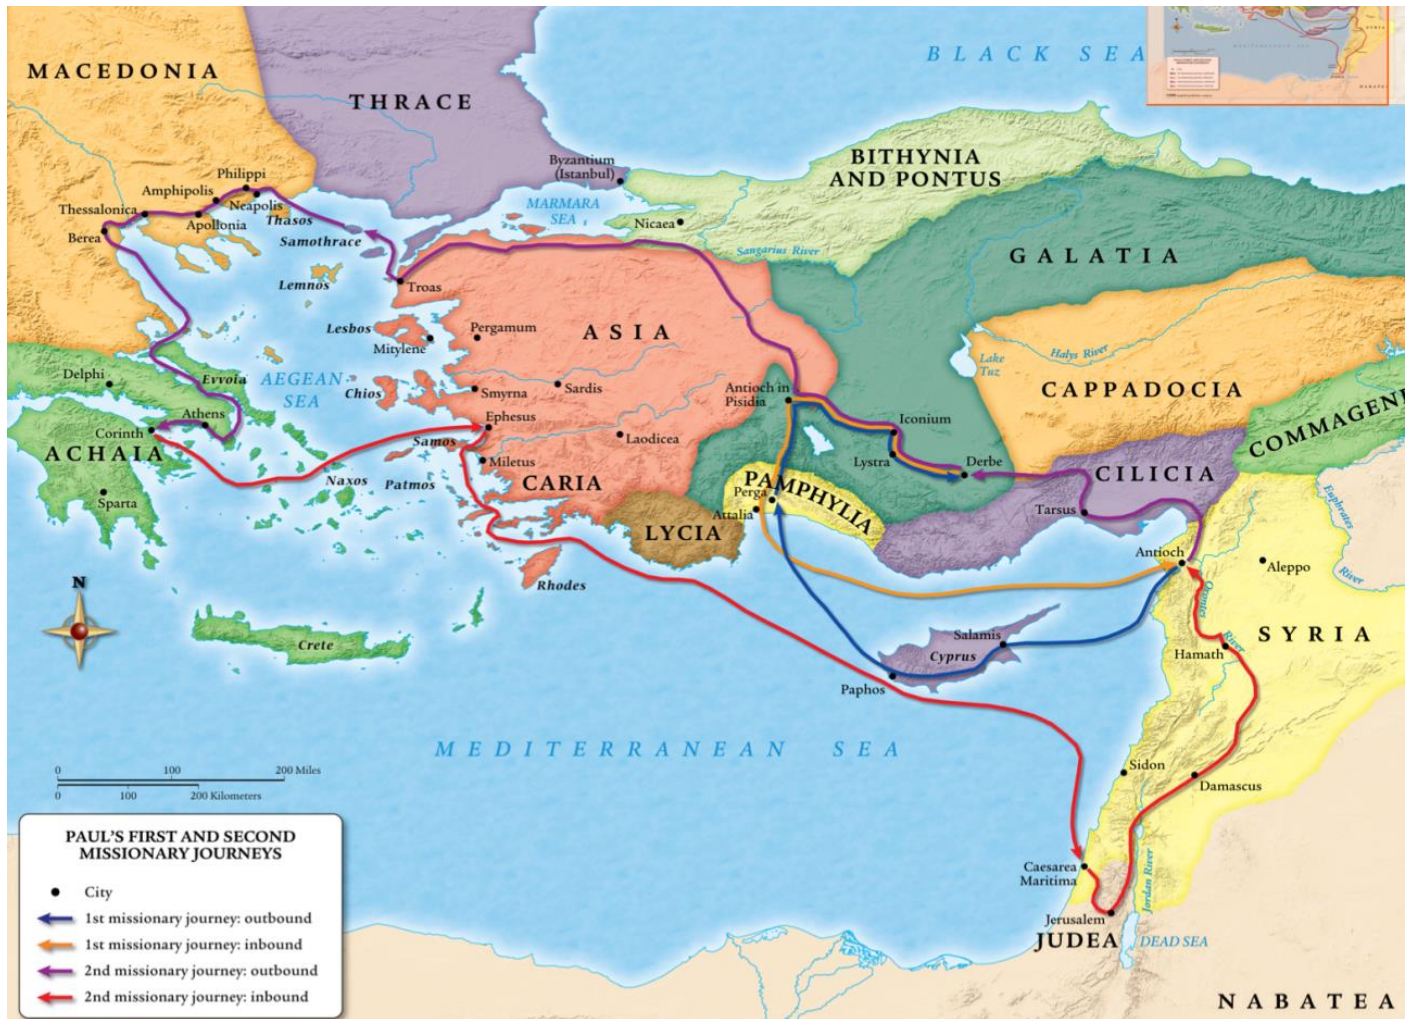 BLACK SEA
MACEDONIA
THRACE
BITHYNIA
AND PONTUS
Byzantium
(Istanbul)
Philippi
Amphipolis
Neapolis
Thessalonica
Apollonia
Thasos
Berea
Samothrace
MARMARA
SEA
Nicaea
Sangarius River
GALATIA
Lemnos
Troas
Lesbos
Mitylene
Pergamum
ASIA
Lake
Tuz
Halys River
Delphi
Evvoia
AEGEAN
SEA
Chios
Smyrna
Sardis
Antioch in
Pisidia
CAPPADOCIA
Athens
Ephesus
Iconium
COMMAGENE
Corinth
ACHAIA
Samos
Laodicea
Lystra
Derbe
CILICIA
Miletus
Naxos
Patmos
CARIA
PAMPHYLIA
Perga
Attalia
Sparta
LYCIA
Tarsus
Euphrates
River
Antioch
Aleppo
Rhodes
Orontes
River
N
Crete
Salamis
Cyprus
SYRIA
Hamath
Paphos
MEDITERRANEAN SEA
Sidon
Damascus
0 100 200 Miles
0 100 200 Kilometers
PAUL'S FIRST AND SECOND
MISSIONARY JOURNEYS
City
1st missionary journey: outbound
1st missionary journey: inbound
2nd missionary journey: outbound
2nd missionary journey: inbound
Caesarea
Maritima
Jordan River
Jerusalem
JUDEA
DEAD SEA
NABATEA